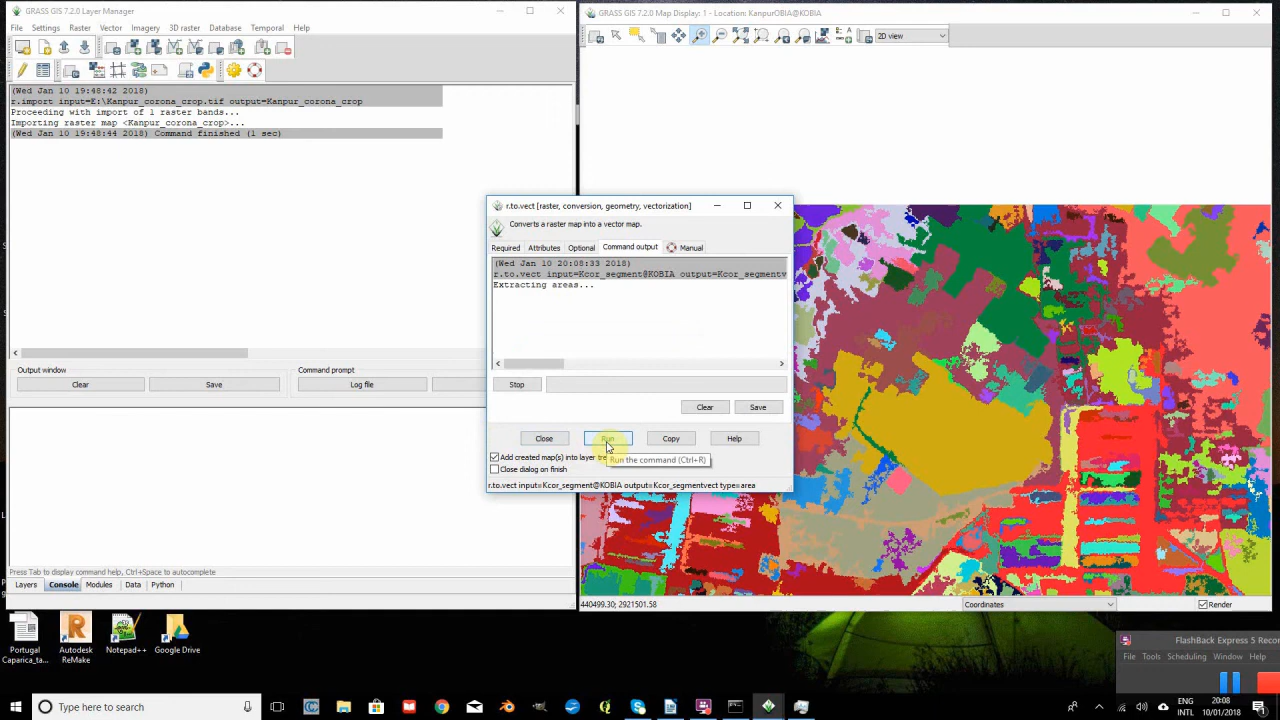 GRASS GIS 7.2.0 Layer Manager
File Settings Raster Vector Imagery 3D raster Database Temporal Help
(Wed Jan 10 19:48:42 2018)
r.import input=E:\Kanpur_corona_crop.tif output=Kanpur_corona_crop
Proceeding with import of 1 raster bands...
Importing raster map <Kanpur_corona_crop>...
(Wed Jan 10 19:48:44 2018) Command finished (1 sec)
Output window
Command prompt
Clear
Save
Log file
Press Tab to display command help, Ctrl+Space to autocomplete
Layers Console Modules Data Python
GRASS GIS 7.2.0 Map Display: 1 - Location: KanpurOBIA@KOBIA
2D view
r.to.vect [raster, conversion, geometry, vectorization]
Converts a raster map into a vector map.
Required Attributes Optional Command output Manual
(Wed Jan 10 20:08:33 2018)
r.to.vect input=Kcor_segment@KOBIA output=Kcor_segmentv
Extracting areas...
Stop
Clear
Save
Close
Run
Copy
Help
Add created map(s) into layer tre
Run the command (Ctrl+R)
Close dialog on finish
r.to.vect input=Kcor_segment@KOBIA output=Kcor_segmentvect type=area
440499.30; 2921501.58
Coordinates
Render
Portugal
Caparica_ta...
Autodesk
ReMake
Notepad++
Google Drive
FlashBack Express 5 Reco
File Tools Scheduling Window Help
Type here to search
ENG
INTL
20:08
10/01/2018